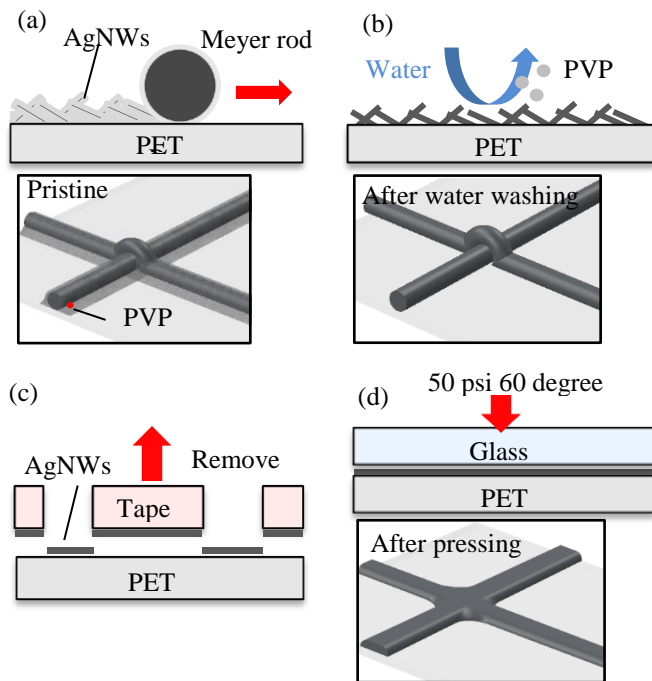 (a)
AgNWs
Meyer rod
PET
Pristine
PVP
(b)
Water
PVP
PET
After water washing
(c)
AgNWs
Remove
Tape
PET
(d)
50 psi 60 degree
Glass
PET
After pressing